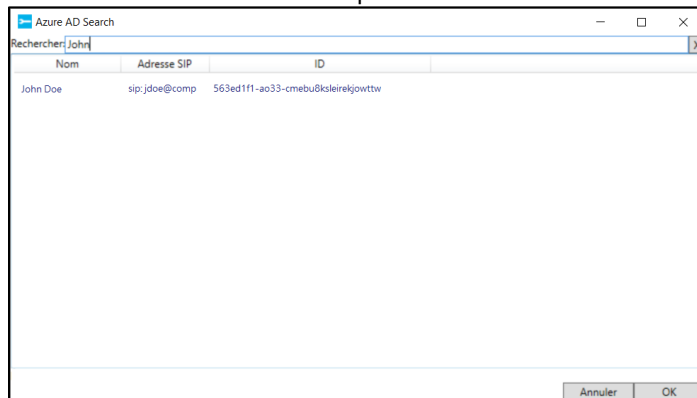 Azure AD Search
Rechercher: John
Nom Adresse SIP ID
John Doe sip:jdoe@comp 563ed1f1-ao33-cmebu8ksleirekjowttw
Annuler OK